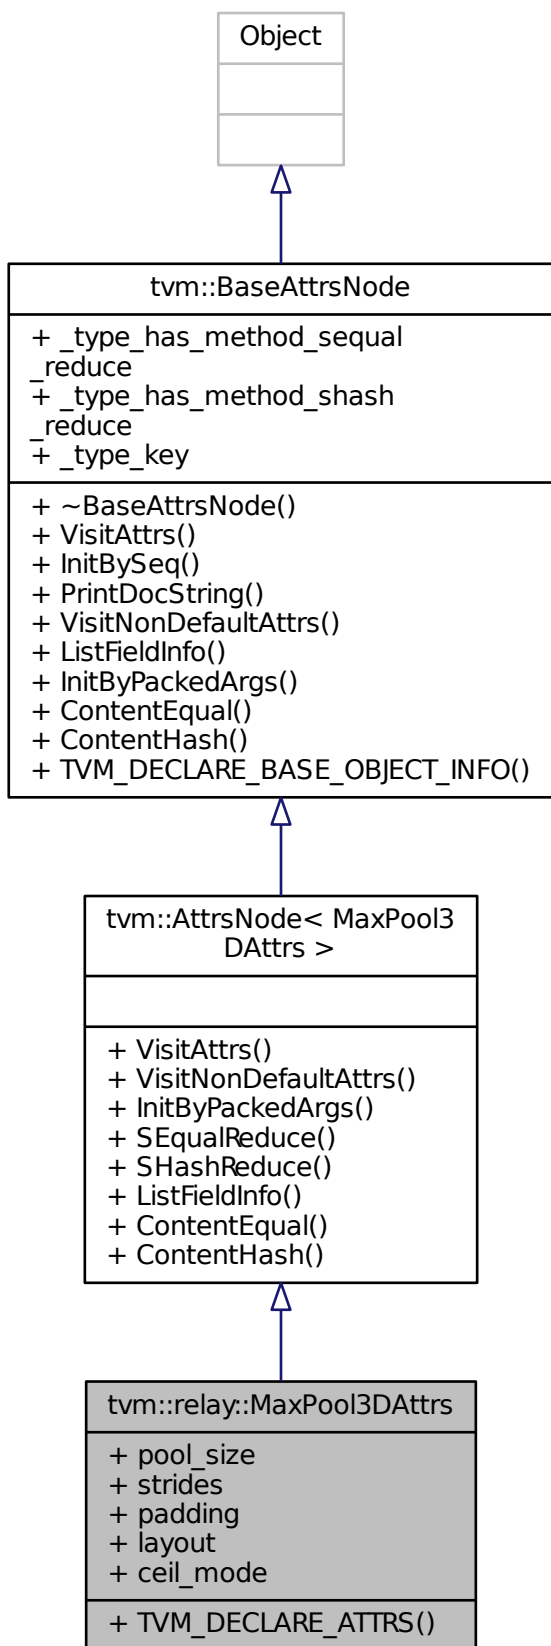 Object
tvm::BaseAttrsNode
+ _type_has_method_sequal
_reduce
+ _type_has_method_shash
_reduce
+ _type_key
+ ~BaseAttrsNode()
+ VisitAttrs()
+ InitBySeq()
+ PrintDocString()
+ VisitNonDefaultAttrs()
+ ListFieldInfo()
+ InitByPackedArgs()
+ ContentEqual()
+ ContentHash()
+ TVM_DECLARE_BASE_OBJECT_INFO()
tvm::AttrsNode< MaxPool3
DAttrs >
+ VisitAttrs()
+ VisitNonDefaultAttrs()
+ InitByPackedArgs()
+ SEqualReduce()
+ SHashReduce()
+ ListFieldInfo()
+ ContentEqual()
+ ContentHash()
tvm::relay::MaxPool3DAttrs
+ pool_size
+ strides
+ padding
+ layout
+ ceil_mode
+ TVM_DECLARE_ATTRS()